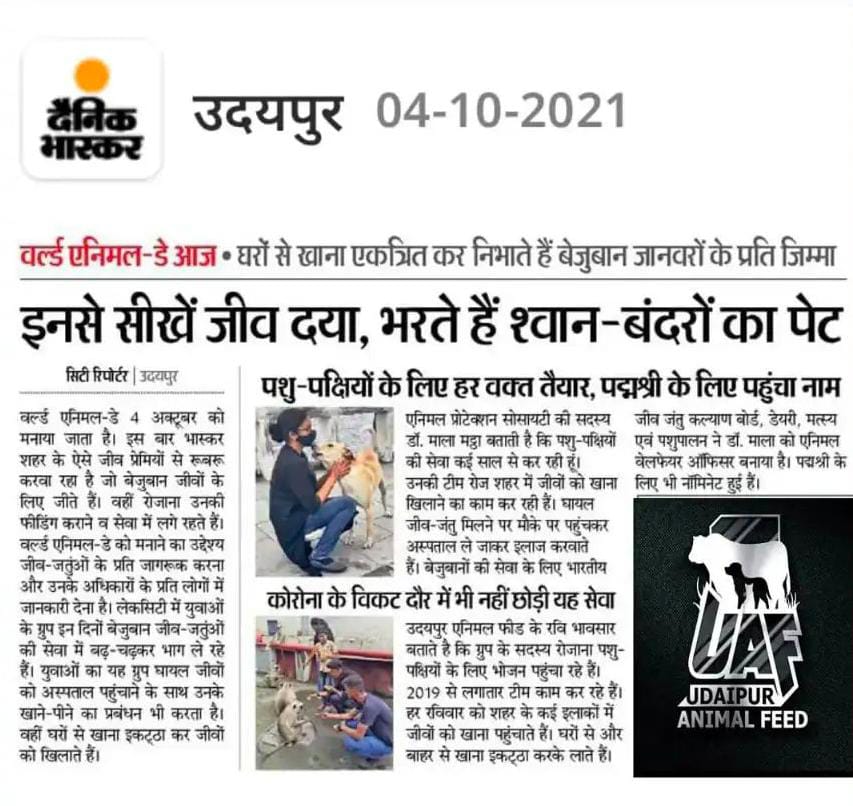 दैनिक
भास्कर
उदयपुर 04-10-2021
वर्ल्ड एनिमल-डे आज • घरों से खाना एकत्रित कर निभाते हैं बेजुबान जानवरों के प्रति जिम्मा
इनसे सीखें जीव दया, भरते हैं श्वान-बंदरों का पेट
सिटी रिपोर्टर | उदयपुर
वर्ल्ड एनिमल-डे 4 अक्टूबर को
मनाया जाता है। इस बार भास्कर
शहर के ऐसे जीव प्रेमियों से रूबरू
करवा रहा है जो बेजुबान जीवों के
लिए जीते हैं। वहीं रोजाना उनकी
फीडिंग कराने व सेवा में लगे रहते हैं।
वर्ल्ड एनिमल-डे को मनाने का उद्देश्य
जीव-जतुंओं के प्रति जागरूक करना
और उनके अधिकारों के प्रति लोगों में
जानकारी देना है। लेकसिटी में युवाओं
के ग्रुप इन दिनों बेजुबान जीव-जतुंओं
की सेवा में बढ़-चढ़कर भाग ले रहे
हैं। युवाओं का यह ग्रुप घायल जीवों
को अस्पताल पहुंचाने के साथ उनके
खाने-पीने का प्रबंधन भी करता है।
वहीं घरों से खाना इकट्ठा कर जीवों
को खिलाते हैं।
पशु-पक्षियों के लिए हर वक्त तैयार, पद्मश्री के लिए पहुंचा नाम
एनिमल प्रोटेक्शन सोसायटी की सदस्य
डॉ. माला मट्ठा बताती है कि पशु-पक्षियों
की सेवा कई साल से कर रही हूं।
उनकी टीम रोज शहर में जीवों को खाना
खिलाने का काम कर रही हैं। घायल
जीव-जंतु मिलने पर मौके पर पहुंचकर
अस्पताल ले जाकर इलाज करवाते
हैं। बेजुबानों की सेवा के लिए भारतीय
जीव जंतु कल्याण बोर्ड, डेयरी, मत्स्य
एवं पशुपालन ने डॉ. माला को एनिमल
वेलफेयर ऑफिसर बनाया है। पद्मश्री के
लिए भी नॉमिनेट हुई हैं।
कोरोना के विकट दौर में भी नहीं छोड़ी यह सेवा
उदयपुर एनिमल फीड के रवि भावसार
बताते है कि ग्रुप के सदस्य रोजाना पशु-
पक्षियों के लिए भोजन पहुंचा रहे हैं।
2019 से लगातार टीम काम कर रहे हैं।
हर रविवार को शहर के कई इलाकों में
जीवों को खाना पहुंचाते हैं। घरों से और
बाहर से खाना इकट्ठा करके लाते हैं।
UAF
UDAIPUR
ANIMAL FEED